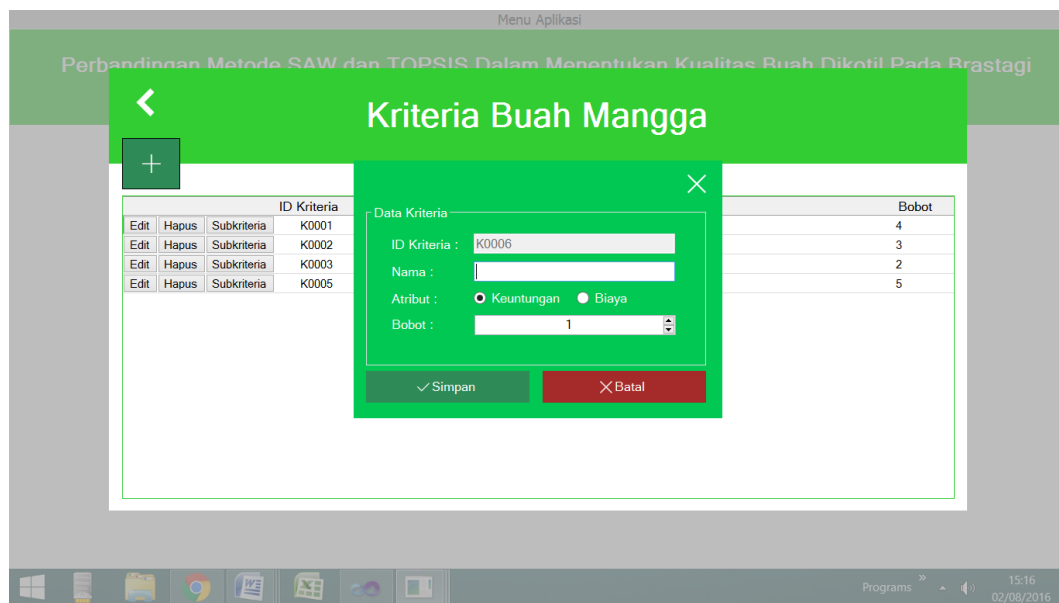 Menu Aplikasi
Perbandingan Metode SAW dan TOPSIS Dalam Menentukan Kualitas Buah Dikotil Pada Brastagi
Kriteria Buah Mangga
ID Kriteria Bobot
Edit Hapus Subkriteria K0001 4
Edit Hapus Subkriteria K0002 3
Edit Hapus Subkriteria K0003 2
Edit Hapus Subkriteria K0005 5
Data Kriteria
ID Kriteria : K0006
Nama :
Atribut : Keuntungan Biaya
Bobot : 1
Simpan Batal
Programs
15:16
02/08/2016